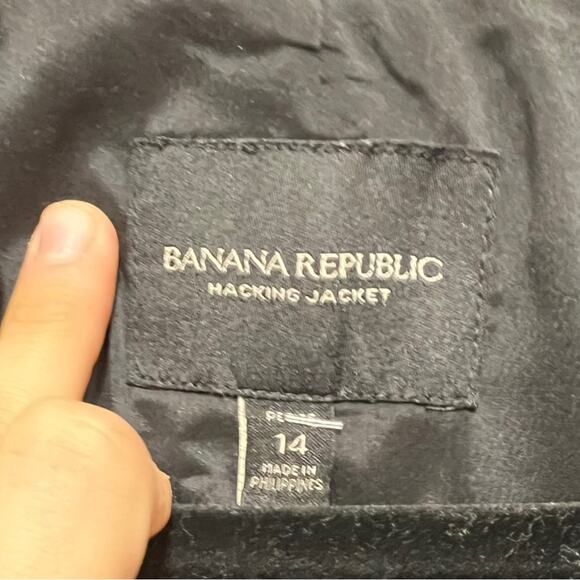 BANANA REPUBLIC
HACKING JACKET
14
MADE IN
PHILIPPINES